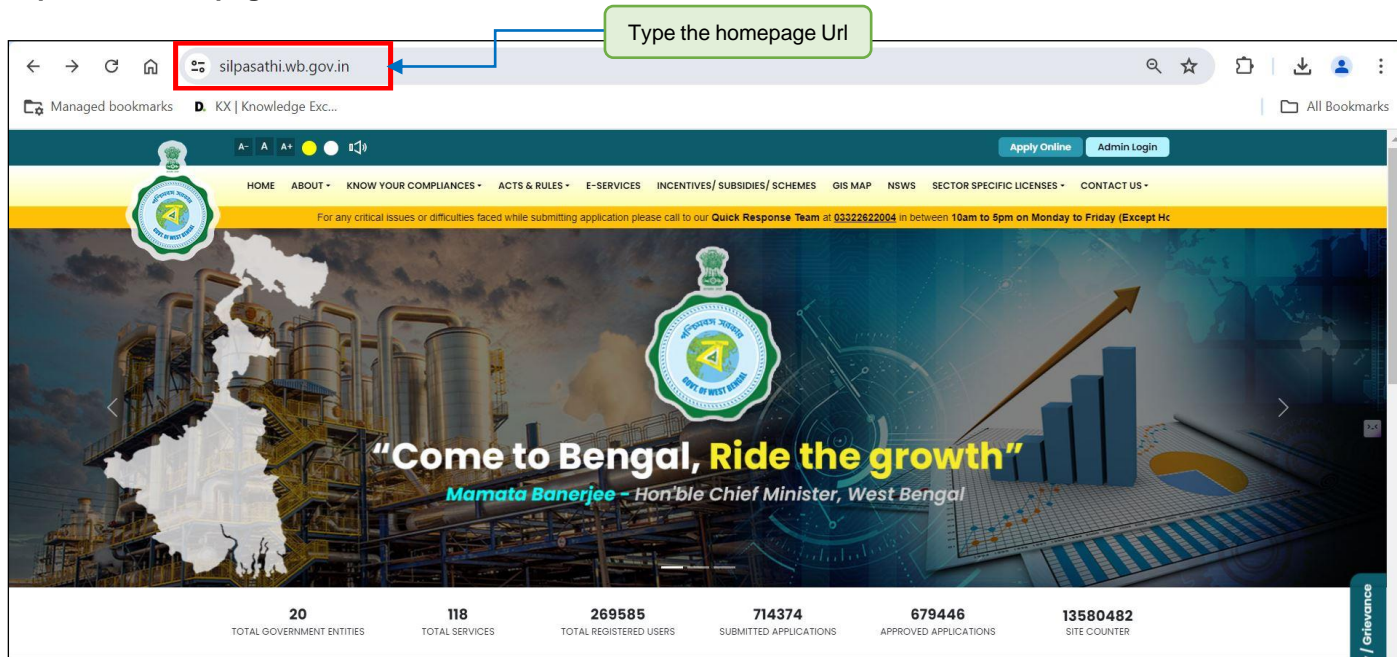 Type the homepage Url
silpasathi.wb.gov.in
Managed bookmarks D. KX | Knowledge Exc... All Bookmarks
A- A A+ Apply Online Admin Login
HOME ABOUT KNOW YOUR COMPLIANCES ACTS & RULES E-SERVICES INCENTIVES/ SUBSIDIES/ SCHEMES GIS MAP NSWS SECTOR SPECIFIC LICENSES CONTACT US
For any critical issues or difficulties faced while submitting application please call to our Quick Response Team at 03322622004 in between 10am to 5pm on Monday to Friday (Except Hc
পশ্চিমবঙ্গ সরকার
ব
GOVT. OF WEST BENGAL
“Come to Bengal, Ride the growth”
Mamata Banerjee - Hon'ble Chief Minister, West Bengal
20 118 269585 714374 679446 13580482
TOTAL GOVERNMENT ENTITIES TOTAL SERVICES TOTAL REGISTERED USERS SUBMITTED APPLICATIONS APPROVED APPLICATIONS SITE COUNTER
/ Grievance